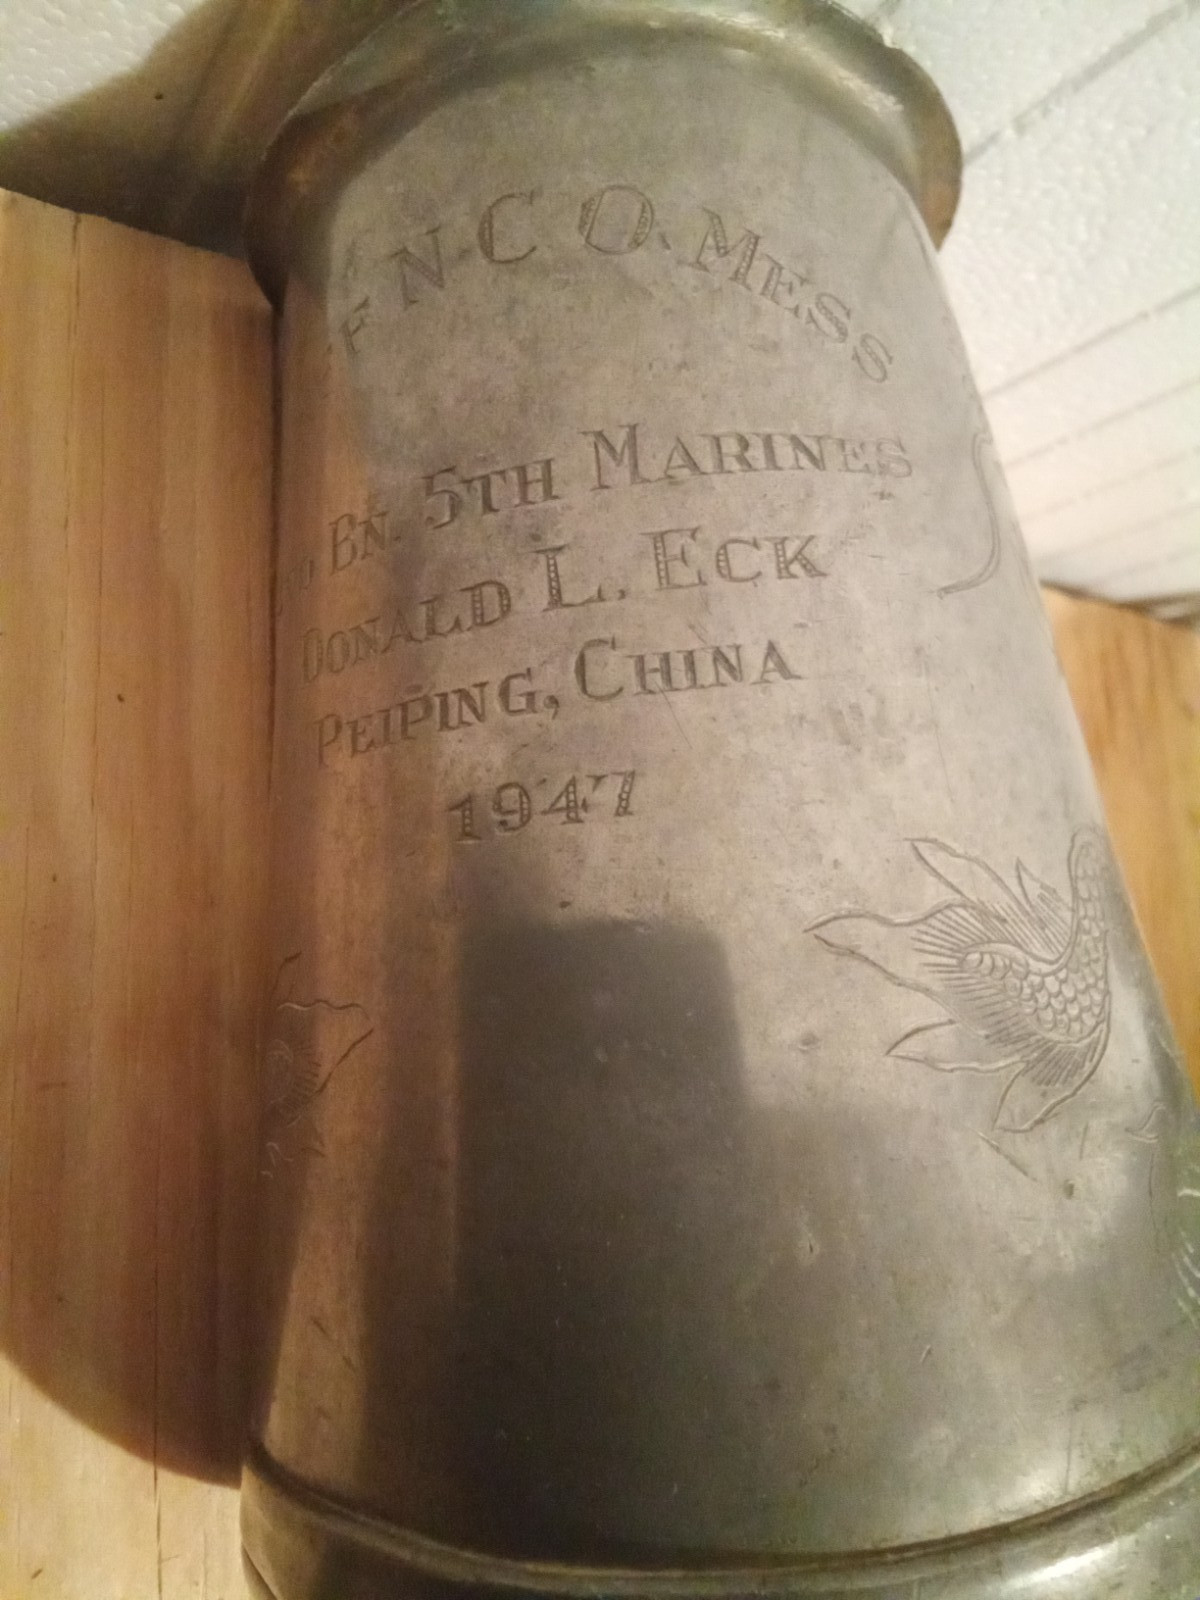 N.C.O. MESS
BN. 5TH MARINES
DONALD L. ECK
PEIPING, CHINA
1947